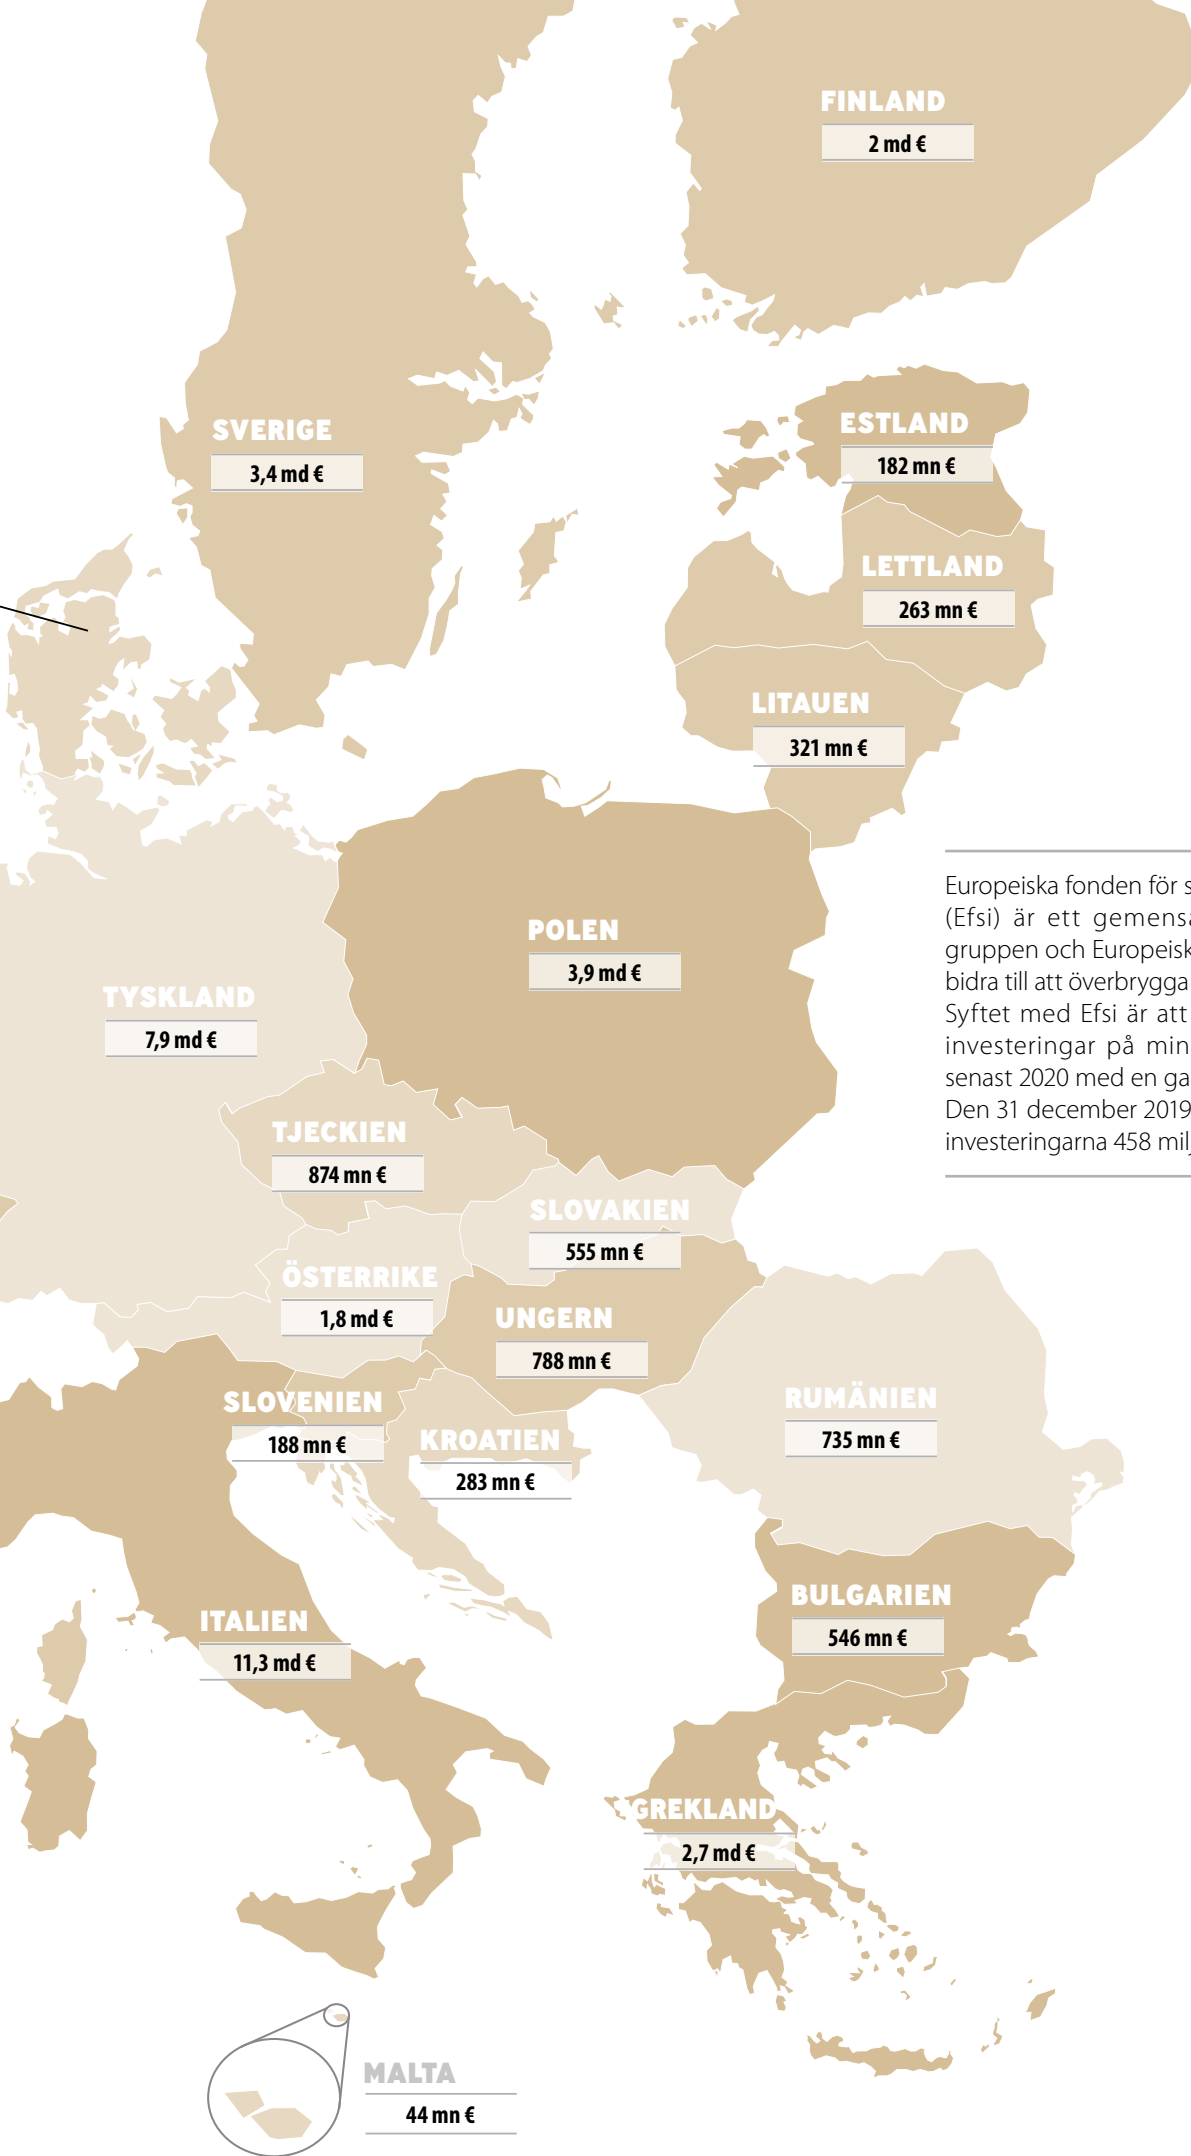 FINLAND
2 md €
SVERIGE
3,4 md €
ESTLAND
182 mn €
LETTLAND
263 mn €
LITAUEN
321 mn €
POLEN
3,9 md €
TYSKLAND
7,9 md €
Europeiska fonden för s
(Efsi) är ett gemensa
gruppen och Europeisk
bidra till att överbrygga
Syftet med Efsi är att
investeringar på min
senast 2020 med en ga
Den 31 december 2019
investeringarna 458 mil
TJECKIEN
874 mn €
SLOVAKIEN
555 mn €
ÖSTERRIKE
1,8 md €
UNGERN
788 mn €
SLOVENIEN
188 mn €
KROATIEN
283 mn €
RUMÄNIEN
735 mn €
BULGARIEN
546 mn €
ITALIEN
11,3 md €
GREKLAND
2,7 md €
MALTA
44 mn €